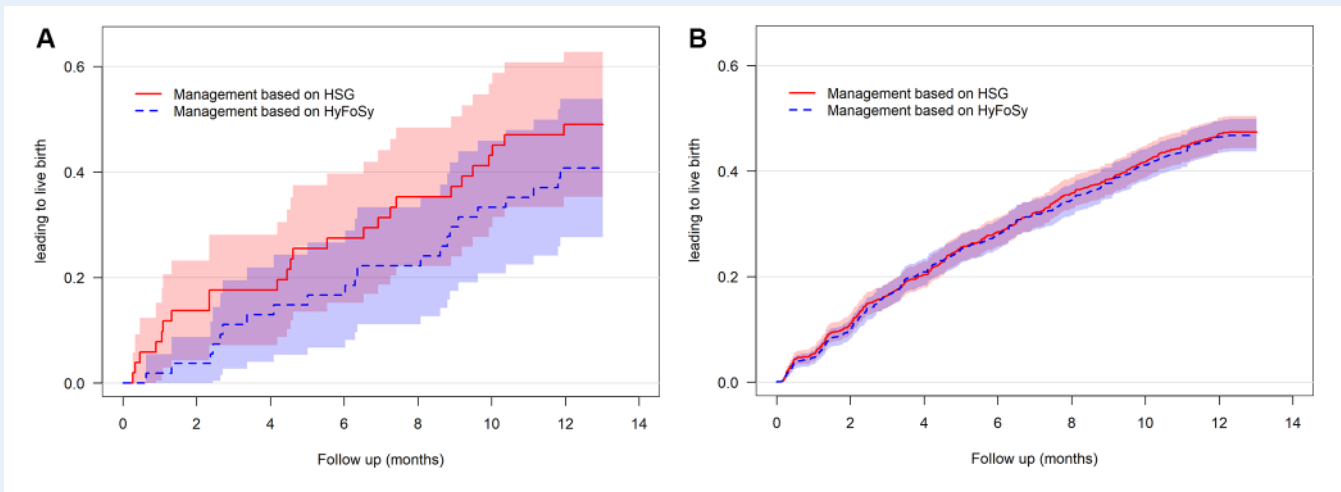 A
leading to live birth
0.6
0.4
0.2
0.0
Management based on HSG
Management based on HyFoSy
0 2 4 6 8 10 12 14
Follow up (months)
B
leading to live birth
0.6
0.4
0.2
0.0
Management based on HSG
Management based on HyFoSy
0 2 4 6 8 10 12 14
Follow up (months)